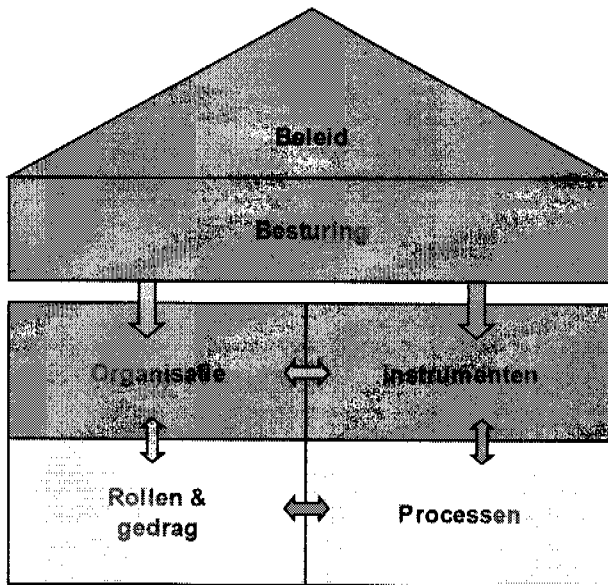 Beleid
Besturing
Organisatie
Instrumenten
Rollen &
gedrag
Processen